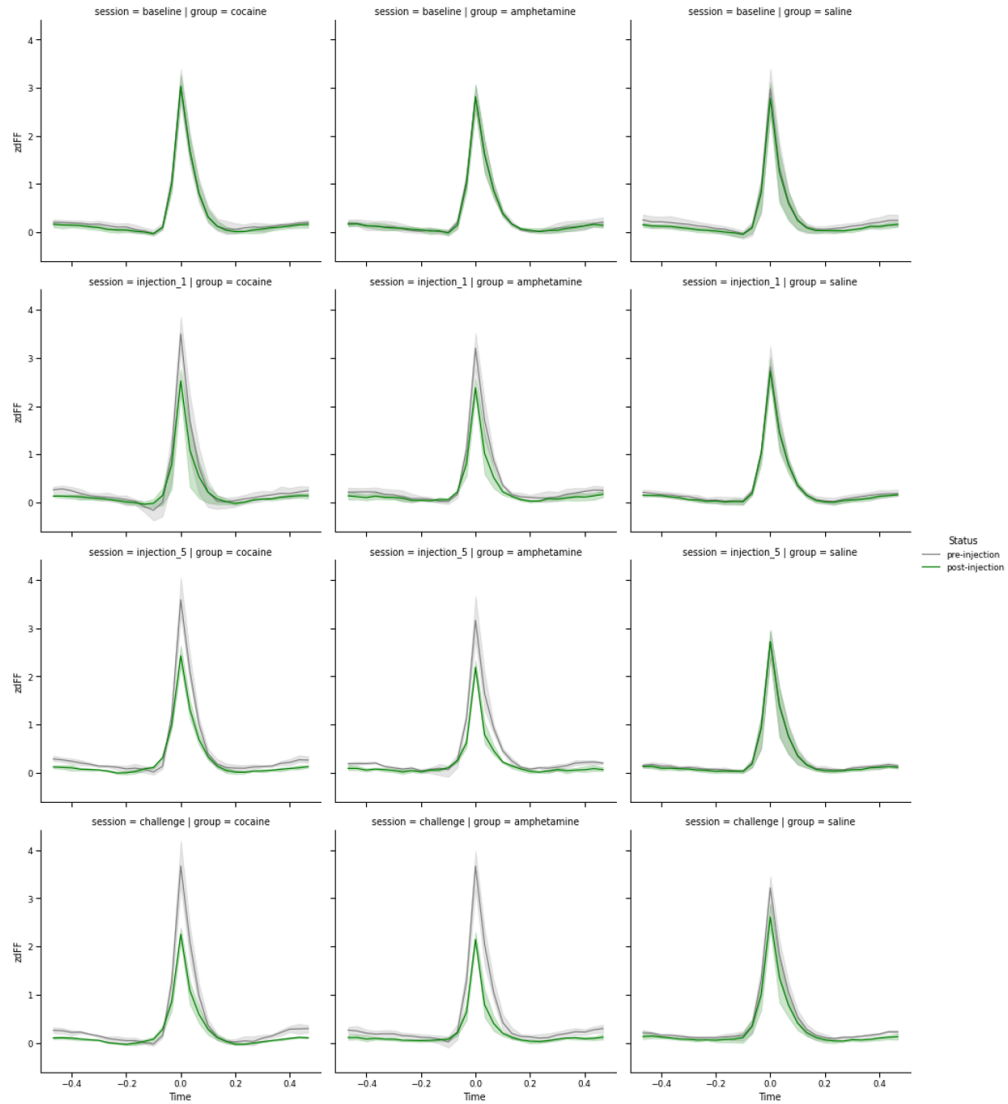 session = baseline | group = cocaine
session = baseline | group = amphetamine
session = baseline | group = saline
4
3
2
1
0
zdFF
session = injection_1 | group = cocaine
session = injection_1 | group = amphetamine
session = injection_1 | group = saline
4
3
2
1
0
zdFF
session = injection_5 | group = cocaine
session = injection_5 | group = amphetamine
session = injection_5 | group = saline
Status
pre-injection
post-injection
4
3
2
1
0
zdFF
session = challenge | group = cocaine
session = challenge | group = amphetamine
session = challenge | group = saline
4
3
2
1
0
zdFF
−0.4 −0.2 0.0 0.2 0.4
−0.4 −0.2 0.0 0.2 0.4
−0.4 −0.2 0.0 0.2 0.4
Time
Time
Time